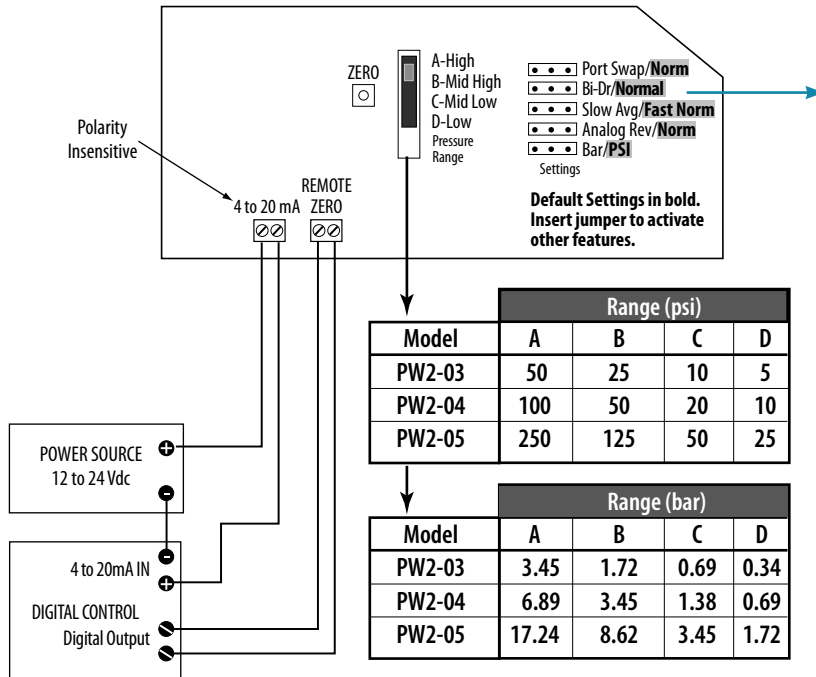 ZERO
A-High
B-Mid High
C-Mid Low
D-Low
Pressure
Range
Port Swap/Norm
Bi-Dr/Normal
Slow Avg/Fast Norm
Analog Rev/Norm
Bar/PSI
Settings
Default Settings in bold.
Insert jumper to activate
other features.
Polarity
Insensitive
4 to 20 mA
REMOTE
ZERO
Range (psi)
Model A B C D
PW2-03 50 25 10 5
PW2-04 100 50 20 10
PW2-05 250 125 50 25
POWER SOURCE +
12 to 24 Vdc
-
Range (bar)
Model A B C D
PW2-03 3.45 1.72 0.69 0.34
PW2-04 6.89 3.45 1.38 0.69
PW2-05 17.24 8.62 3.45 1.72
-
4 to 20mA IN
+
DIGITAL CONTROL
Digital Output